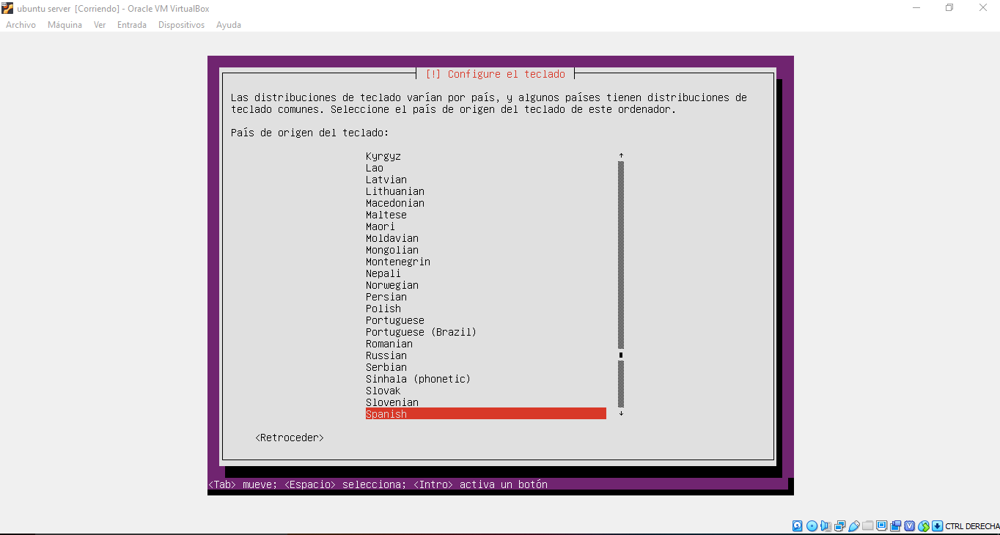 ubuntu server [Corriendo] - Oracle VM VirtualBox
Archivo Máquina Ver Entrada Dispositivos Ayuda
[!] Configure el teclado
Las distribuciones de teclado varían por país, y algunos países tienen distribuciones de
teclado comunes. Seleccione el país de origen del teclado de este ordenador.
País de origen del teclado:
Kyrgyz
Lao
Latvian
Lithuanian
Macedonian
Maltese
Maori
Moldavian
Mongolian
Montenegrin
Nepali
Norwegian
Persian
Polish
Portuguese
Portuguese (Brazil)
Romanian
Russian
Serbian
Sinhala (phonetic)
Slovak
Slovenian
Spanish
<Retroceder>
<Tab> mueve; <Espacio> selecciona; <Intro> activa un botón
CTRL DERECHA